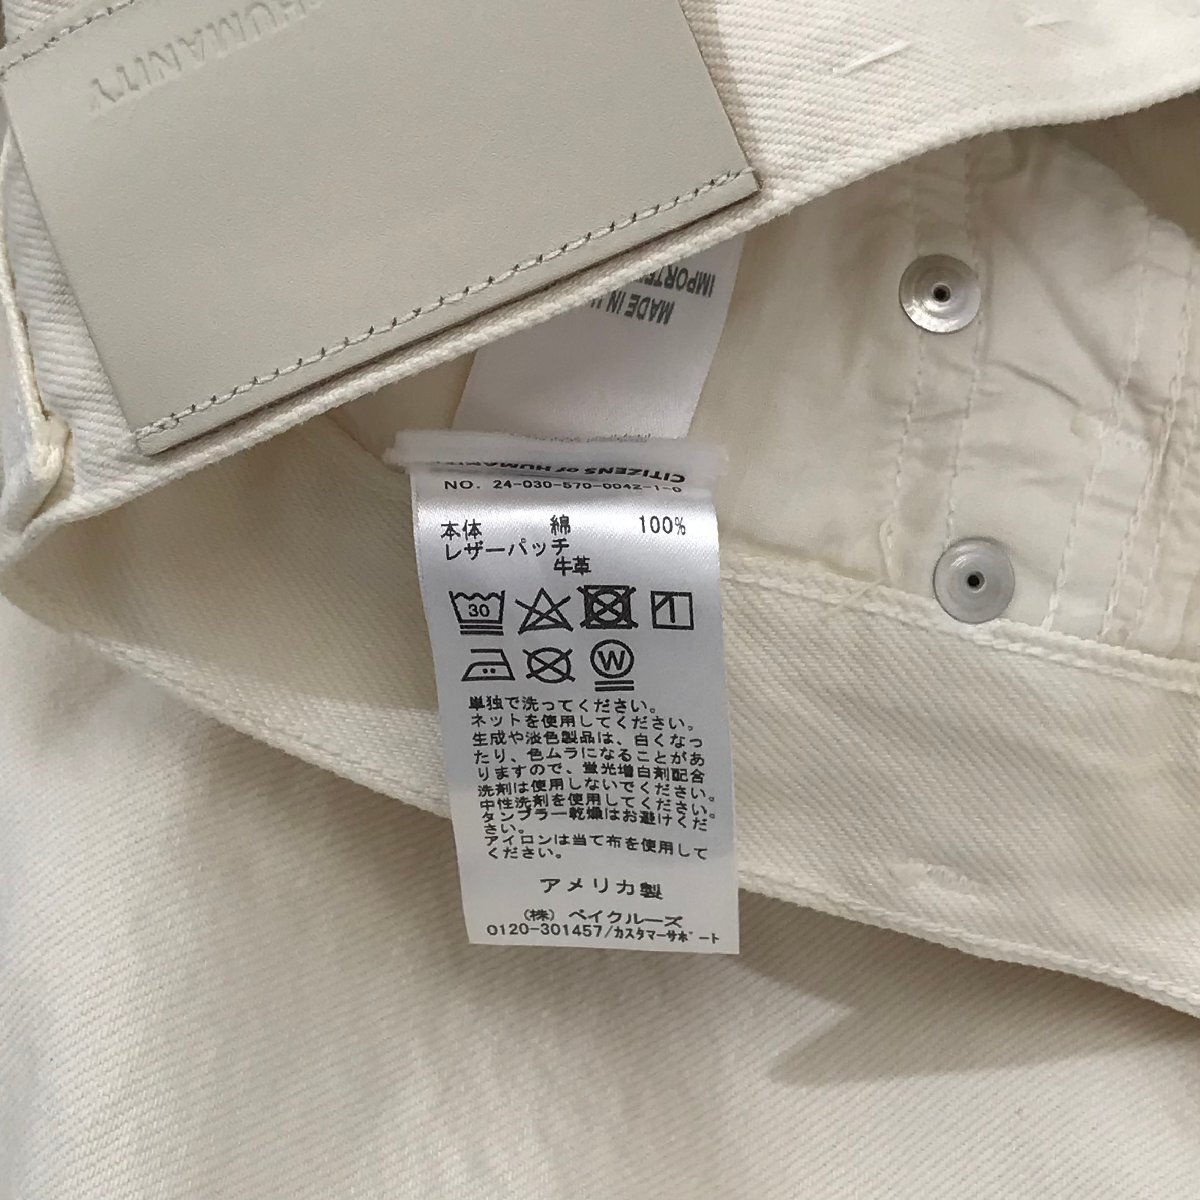 HUMANITY
MADE IN
CITIZENS of HUMANITY
NO. 24-030-570-0042-1-0
本体 綿 100%
レザーパッチ
牛革
30
W
単独で洗ってください。
ネットを使用してください。
生成や淡色製品は、白くなっ
たり、色ムラになることがあ
りますので、蛍光増白剤配合
洗剤は使用しないでください。
中性洗剤を使用してください。
タンブラー乾燥はお避けくだ
さい。
アイロンは当て布を使用して
ください。
アメリカ製
(株) ベイクルーズ
0120-301457/カスタマーサポート